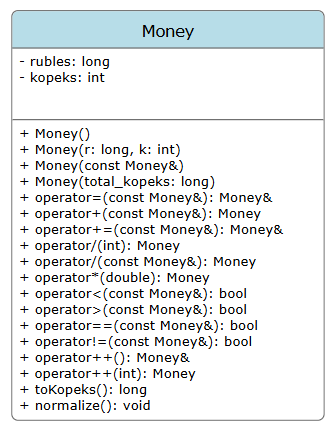 Money
- rubles: long
- kopeks: int
+ Money()
+ Money(r: long, k: int)
+ Money(const Money&)
+ Money(total_kopeks: long)
+ operator=(const Money&): Money&
+ operator+(const Money&): Money
+ operator+=(const Money&): Money&
+ operator/(int): Money
+ operator/(const Money&): Money
+ operator*(double): Money
+ operator<(const Money&): bool
+ operator>(const Money&): bool
+ operator==(const Money&): bool
+ operator!=(const Money&): bool
+ operator++(): Money&
+ operator++(int): Money
+ toKopeks(): long
+ normalize(): void